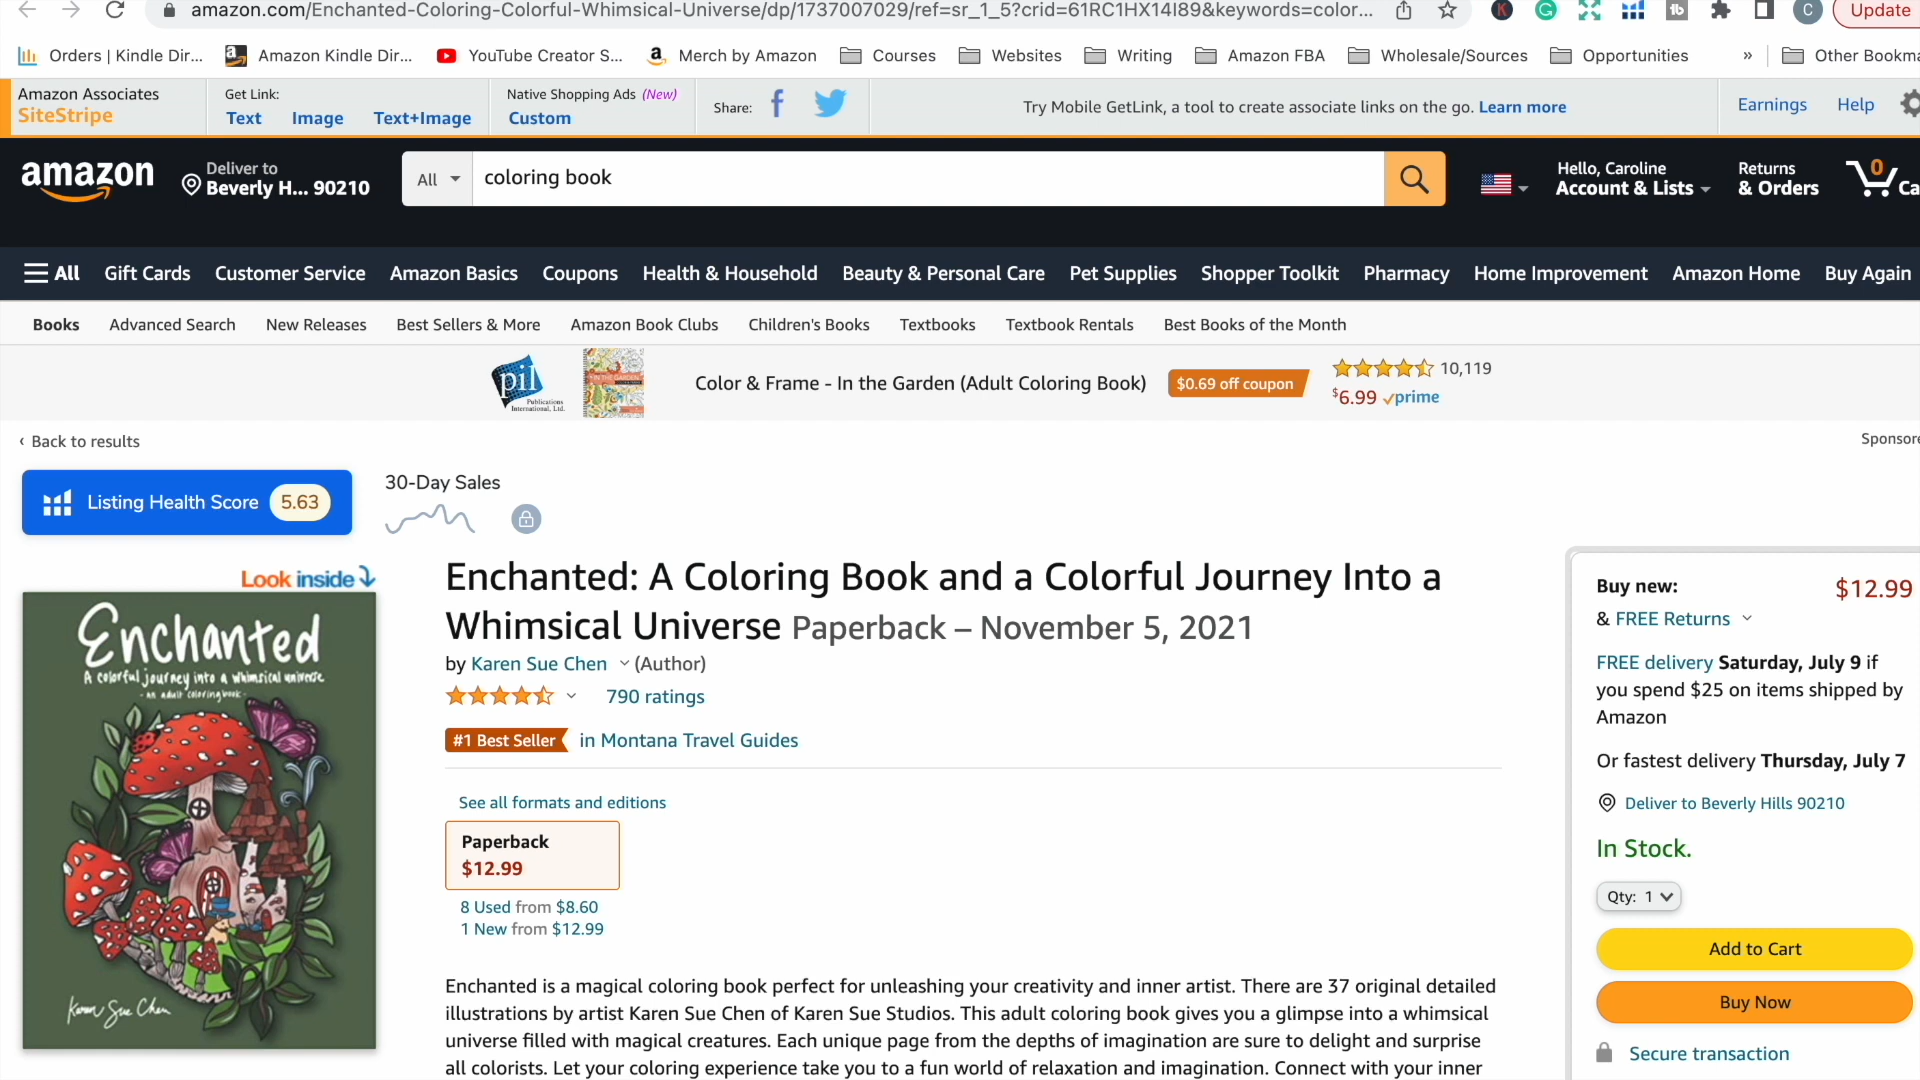 amazon.com/Enchanted-Coloring-Colorful-Whimsical-Universe/dp/1737007029/ref=sr_1_5?crid=61RC1HX14I89&keywords=color... C Update
Orders | Kindle Dir... Amazon Kindle Dir... YouTube Creator S... Merch by Amazon Courses Websites Writing Amazon FBA Wholesale/Sources Opportunities » Other Bookma
Amazon Associates Get Link: Native Shopping Ads (New) Share: Try Mobile GetLink, a tool to create associate links on the go. Learn more Earnings Help
SiteStripe Text Image Text+Image Custom
amazon Deliver to All coloring book Hello, Caroline Returns 0
Beverly H... 90210 Account & Lists & Orders Ca
All Gift Cards Customer Service Amazon Basics Coupons Health & Household Beauty & Personal Care Pet Supplies Shopper Toolkit Pharmacy Home Improvement Amazon Home Buy Again
Books Advanced Search New Releases Best Sellers & More Amazon Book Clubs Children's Books Textbooks Textbook Rentals Best Books of the Month
pil Publications International, Ltd. IN THE GARDEN Color & Frame - In the Garden (Adult Coloring Book) $0.69 off coupon 10,119
$6.99 prime
‹ Back to results Sponsore
Listing Health Score 5.63 30-Day Sales
Look inside
Enchanted
A colorful journey into a whimsical universe
- an adult coloring book -
Karen Sue Chen
Enchanted: A Coloring Book and a Colorful Journey Into a
Whimsical Universe Paperback – November 5, 2021
by Karen Sue Chen (Author)
790 ratings
#1 Best Seller in Montana Travel Guides
See all formats and editions
Paperback
$12.99
8 Used from $8.60
1 New from $12.99
Enchanted is a magical coloring book perfect for unleashing your creativity and inner artist. There are 37 original detailed
illustrations by artist Karen Sue Chen of Karen Sue Studios. This adult coloring book gives you a glimpse into a whimsical
universe filled with magical creatures. Each unique page from the depths of imagination are sure to delight and surprise
all colorists. Let your coloring experience take you to a fun world of relaxation and imagination. Connect with your inner
Buy new: $12.99
& FREE Returns
FREE delivery Saturday, July 9 if
you spend $25 on items shipped by
Amazon
Or fastest delivery Thursday, July 7
Deliver to Beverly Hills 90210
In Stock.
Qty: 1
Add to Cart
Buy Now
Secure transaction